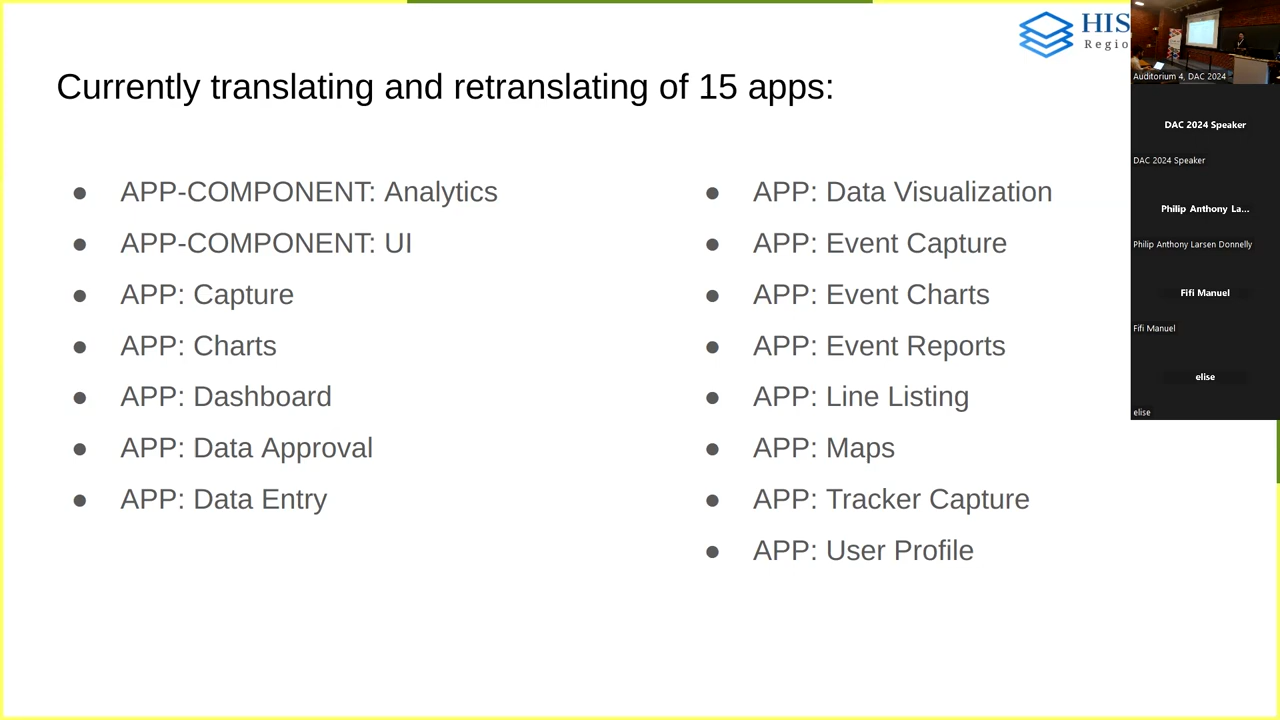 HIS
Regio
Currently translating and retranslating of 15 apps:
● APP-COMPONENT: Analytics
● APP-COMPONENT: UI
● APP: Capture
● APP: Charts
● APP: Dashboard
● APP: Data Approval
● APP: Data Entry
● APP: Data Visualization
● APP: Event Capture
● APP: Event Charts
● APP: Event Reports
● APP: Line Listing
● APP: Maps
● APP: Tracker Capture
● APP: User Profile
Auditorium 4, DAC 2024
DAC 2024 Speaker
DAC 2024 Speaker
Philip Anthony La...
Philip Anthony Larsen Donnelly
Fifi Manuel
Fifi Manuel
elise
elise